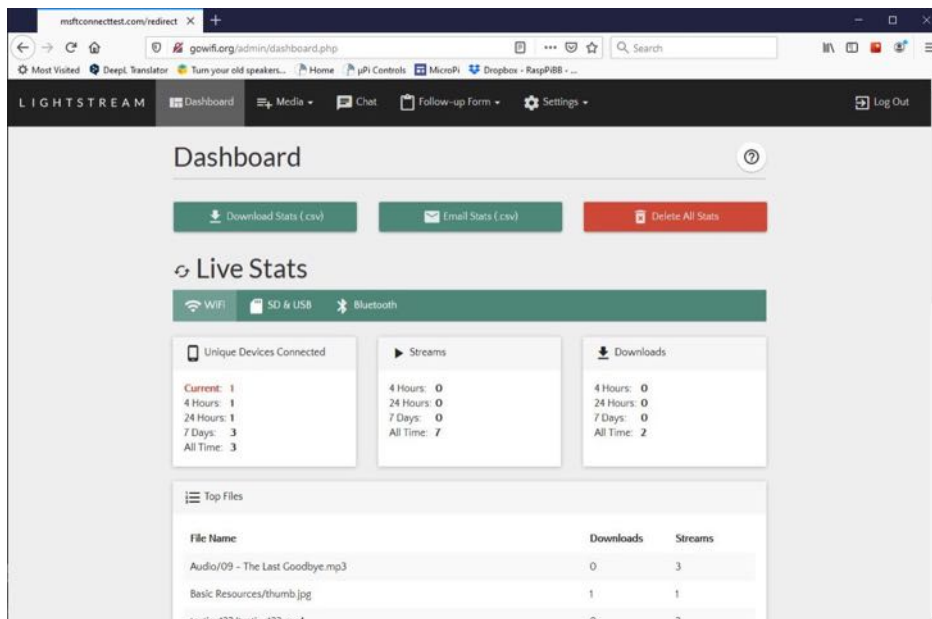 msftconnecttest.com/redirect
gowifi.org/admin/dashboard.php
Search
Most Visited DeepL Translator Turn your old speakers... Home µPi Controls MicroPi Dropbox - RaspPiBB - ...
LIGHTSTREAM Dashboard Media Chat Follow-up Form Settings Log Out
Dashboard
Download Stats (.csv) Email Stats (.csv) Delete All Stats
Live Stats
WiFi SD & USB Bluetooth
Unique Devices Connected Streams Downloads
Current: 1
4 Hours: 1 4 Hours: 0 4 Hours: 0
24 Hours: 1 24 Hours: 0 24 Hours: 0
7 Days: 3 7 Days: 0 7 Days: 0
All Time: 3 All Time: 7 All Time: 2
Top Files
File Name Downloads Streams
Audio/09 - The Last Goodbye.mp3 0 3
Basic Resources/thumb.jpg 1 1